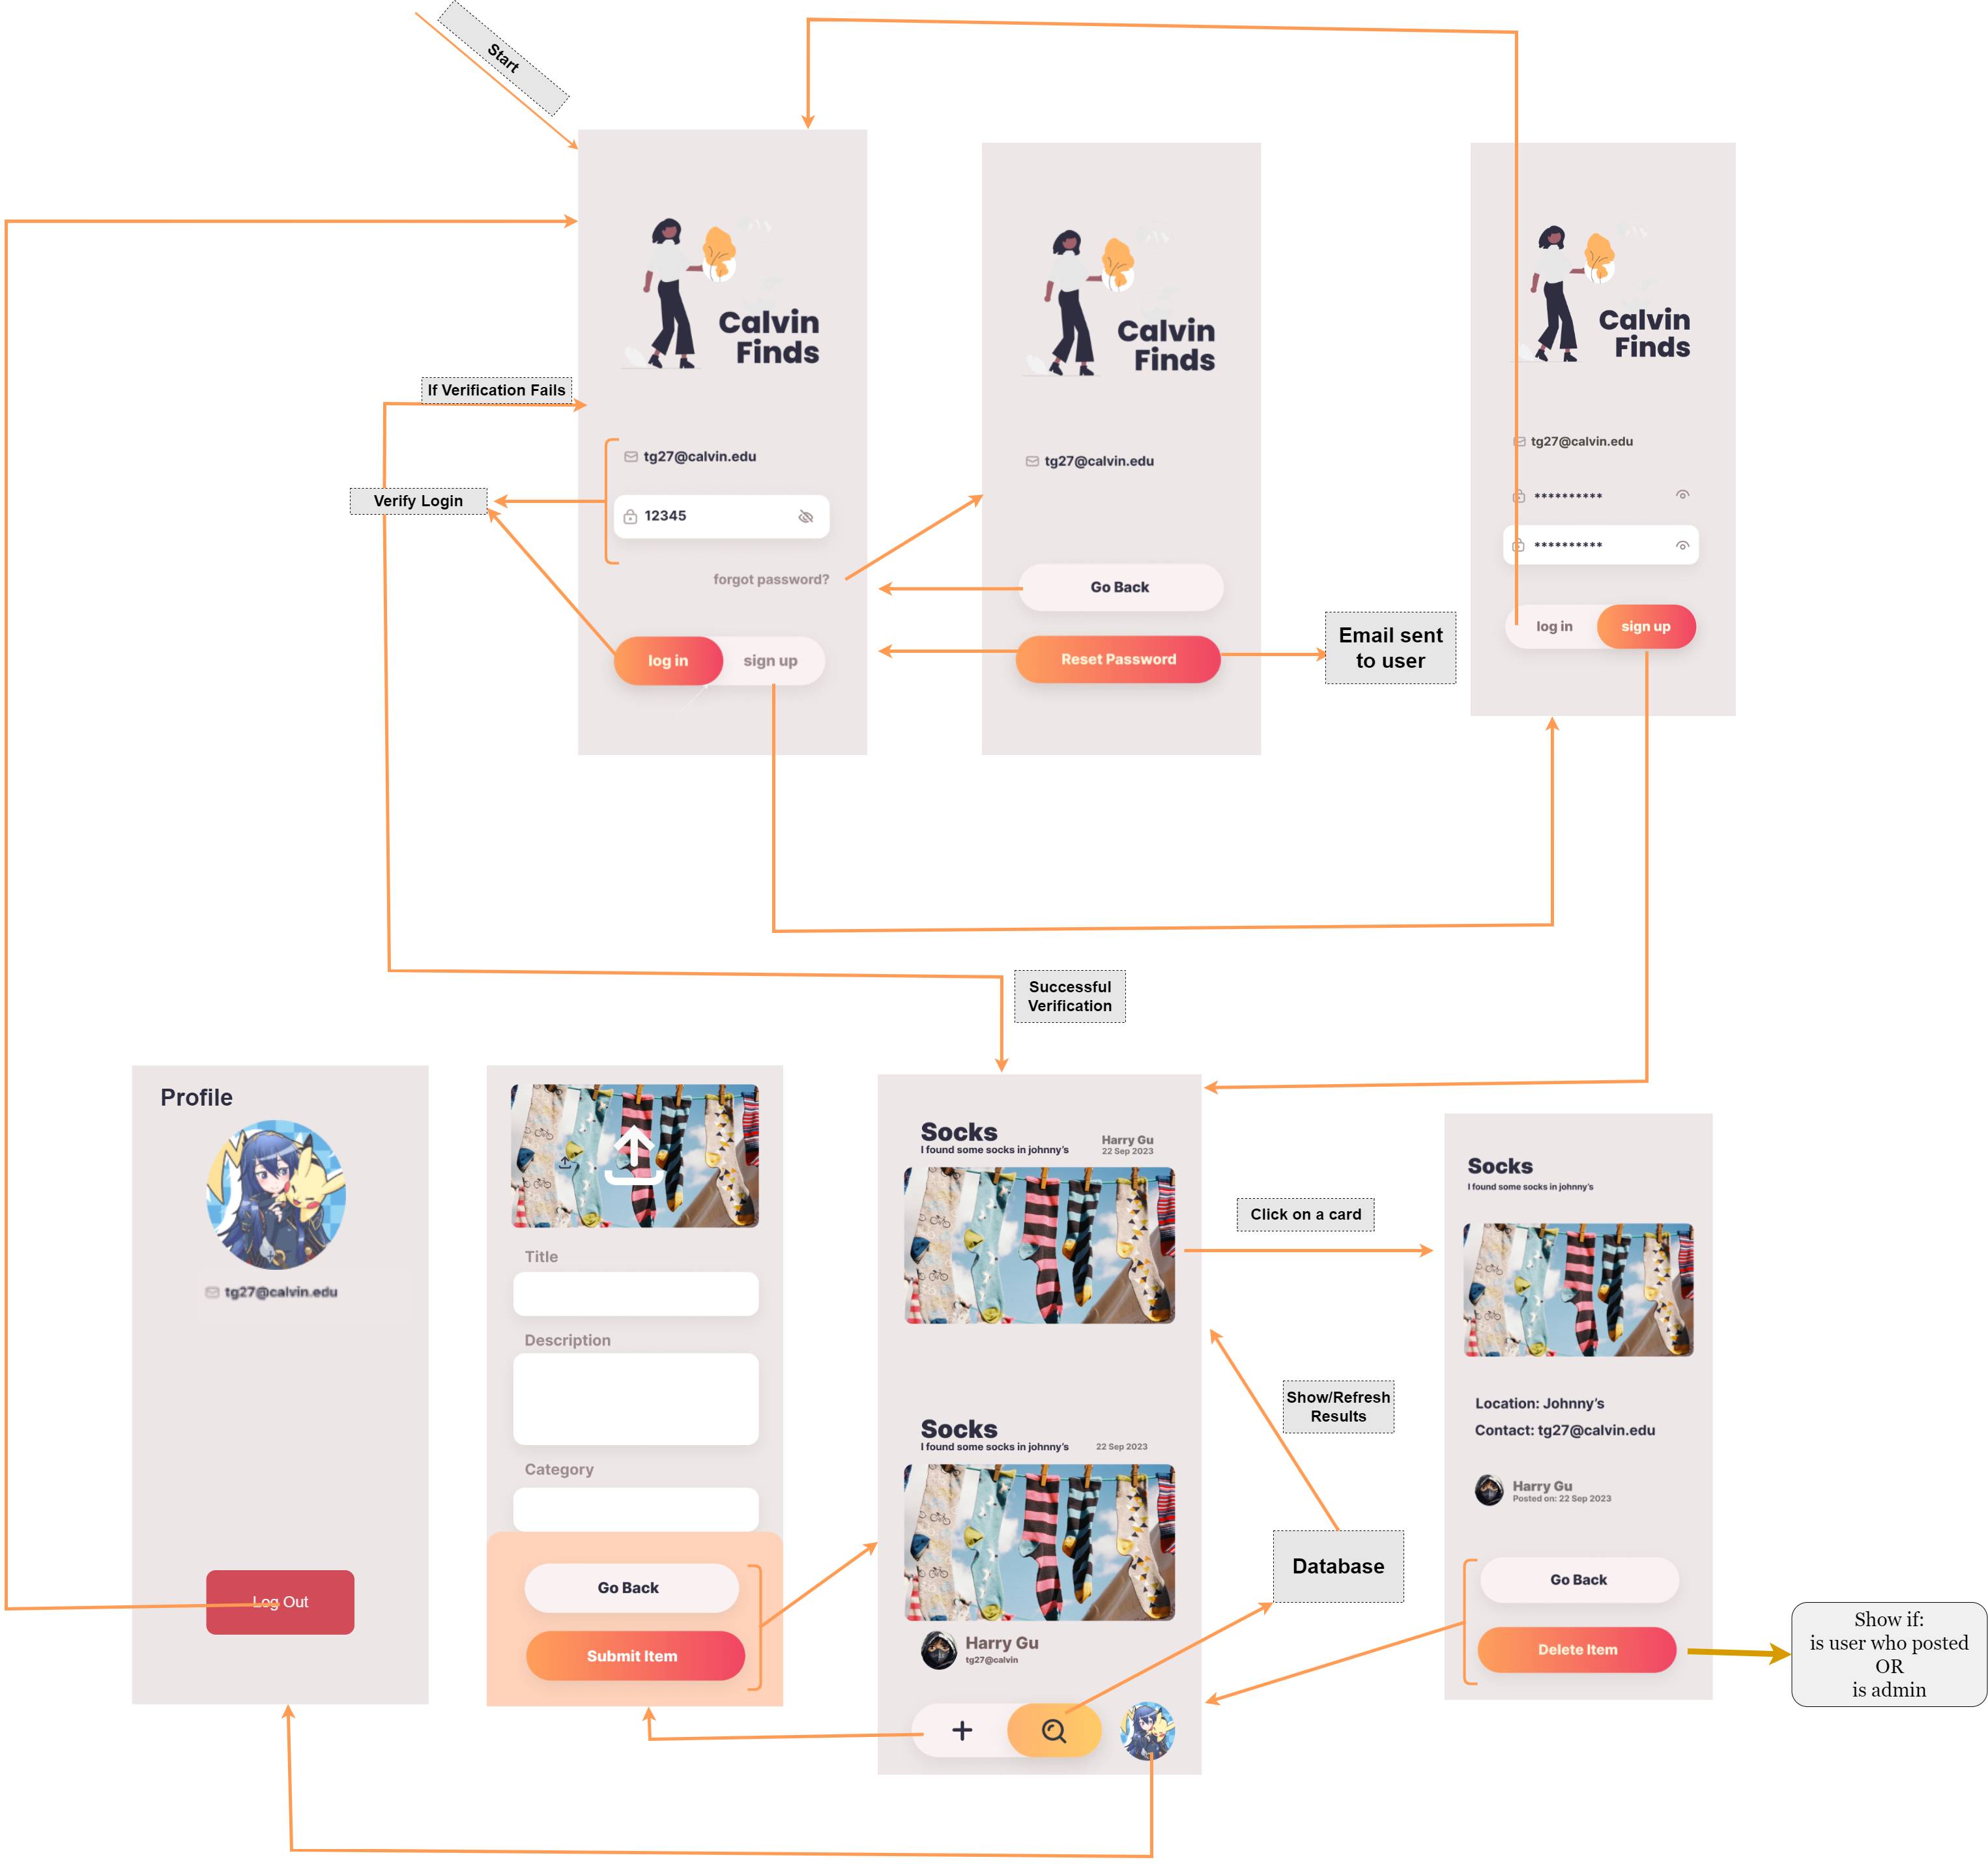 Start
Calvin
Finds
If Verification Fails
tg27@calvin.edu
Verify Login
12345
forgot password?
log in
sign up
Calvin
Finds
tg27@calvin.edu
Go Back
Reset Password
Email sent
to user
Calvin
Finds
tg27@calvin.edu
**********
**********
log in
sign up
Successful
Verification
Profile
tg27@calvin.edu
Log Out
Title
Description
Category
Go Back
Submit Item
Socks
I found some socks in johnny's
Harry Gu
22 Sep 2023
Socks
I found some socks in johnny's
22 Sep 2023
Harry Gu
tg27@calvin
Click on a card
Show/Refresh
Results
Database
Socks
I found some socks in johnny's
Location: Johnny's
Contact: tg27@calvin.edu
Harry Gu
Posted on: 22 Sep 2023
Go Back
Delete Item
Show if:
is user who posted
OR
is admin